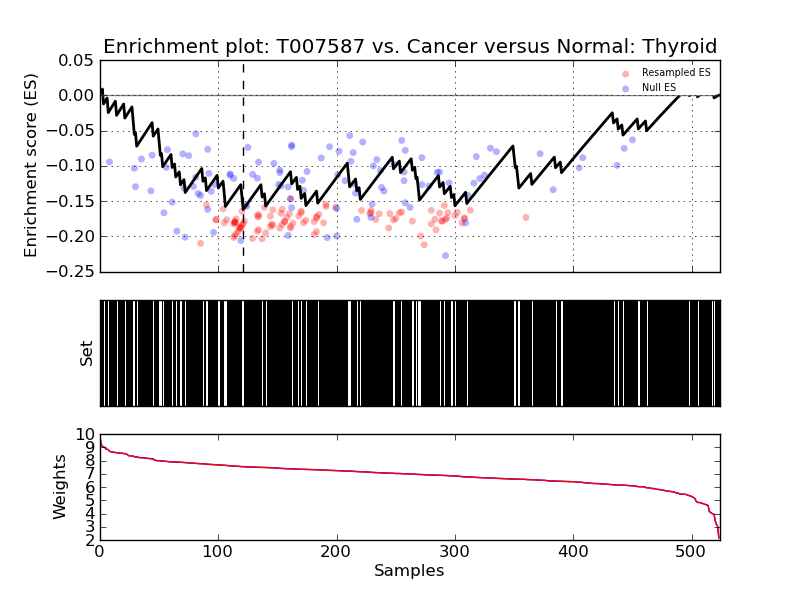 Enrichment plot: T007587 vs. Cancer versus Normal: Thyroid
Enrichment score (ES)
0.05
0.00
−0.05
−0.10
−0.15
−0.20
−0.25
Resampled ES
Null ES
Set
Weights
10
9
8
7
6
5
4
3
2
0 100 200 300 400 500
Samples